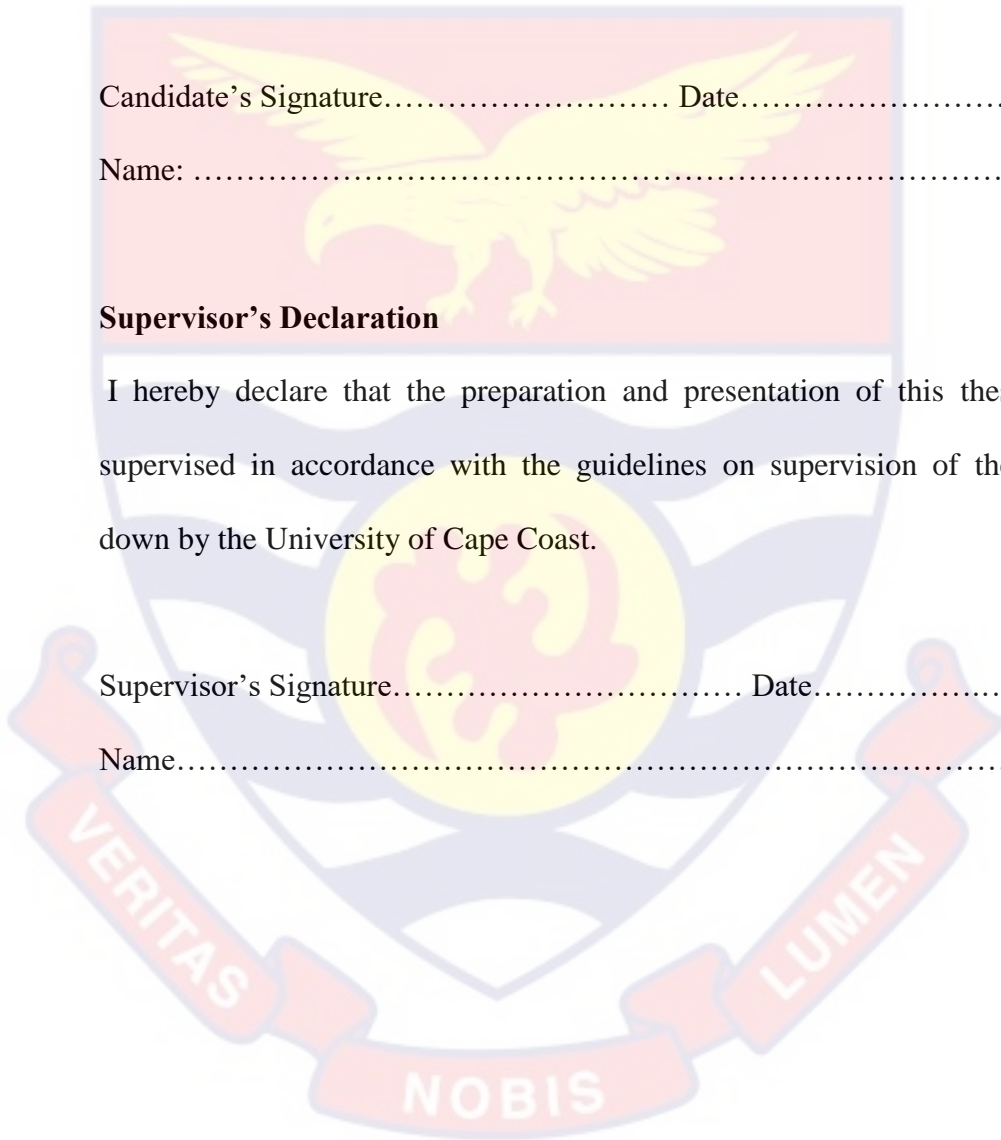 Candidate’s Signature……………………… Date……………………
Name: ……………………………………………………………………
Supervisor’s Declaration
I hereby declare that the preparation and presentation of this
supervised in accordance with the guidelines on supervision of
down by the University of Cape Coast.
Supervisor’s Signature…………………………… Date………………
Name……………………………………………………………………
VERITAS
NOBIS
LUMEN